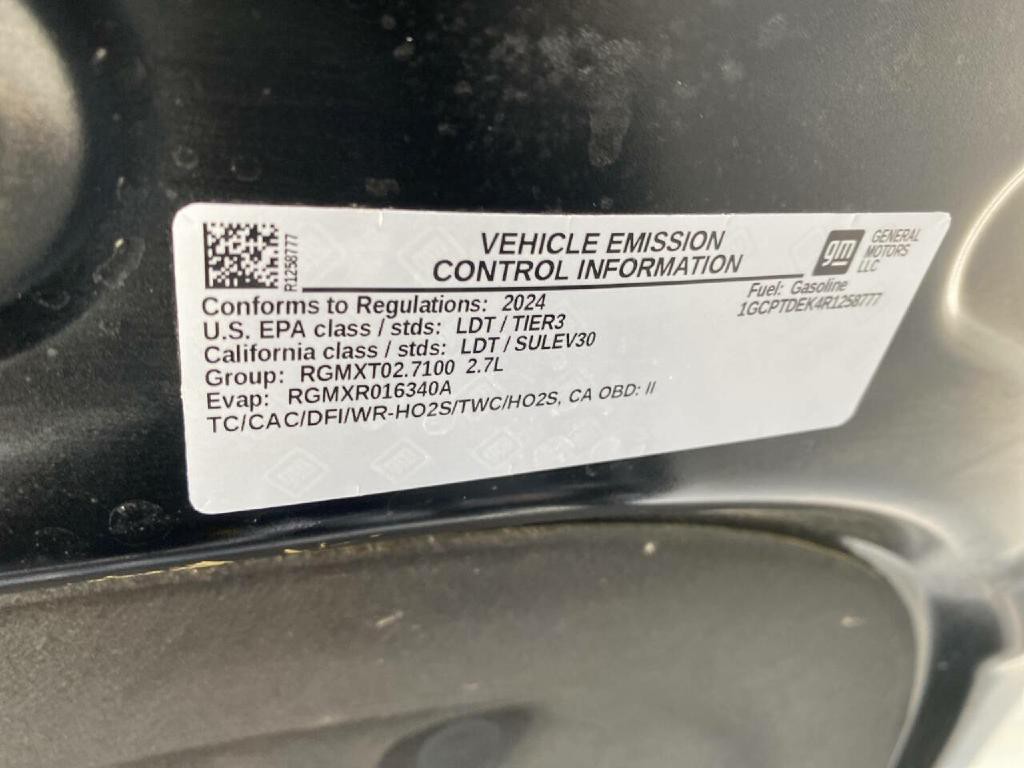 R1258777
VEHICLE EMISSION
CONTROL INFORMATION
gm
GENERAL
MOTORS
LLC
Fuel: Gasoline
1GCPTDEK4R1258777
Conforms to Regulations: 2024
U.S. EPA class / stds: LDT / TIER3
California class / stds: LDT / SULEV30
Group: RGMXT02.7100 2.7L
Evap: RGMXR016340A
TC/CAC/DFI/WR-HO2S/TWC/HO2S, CA OBD: II